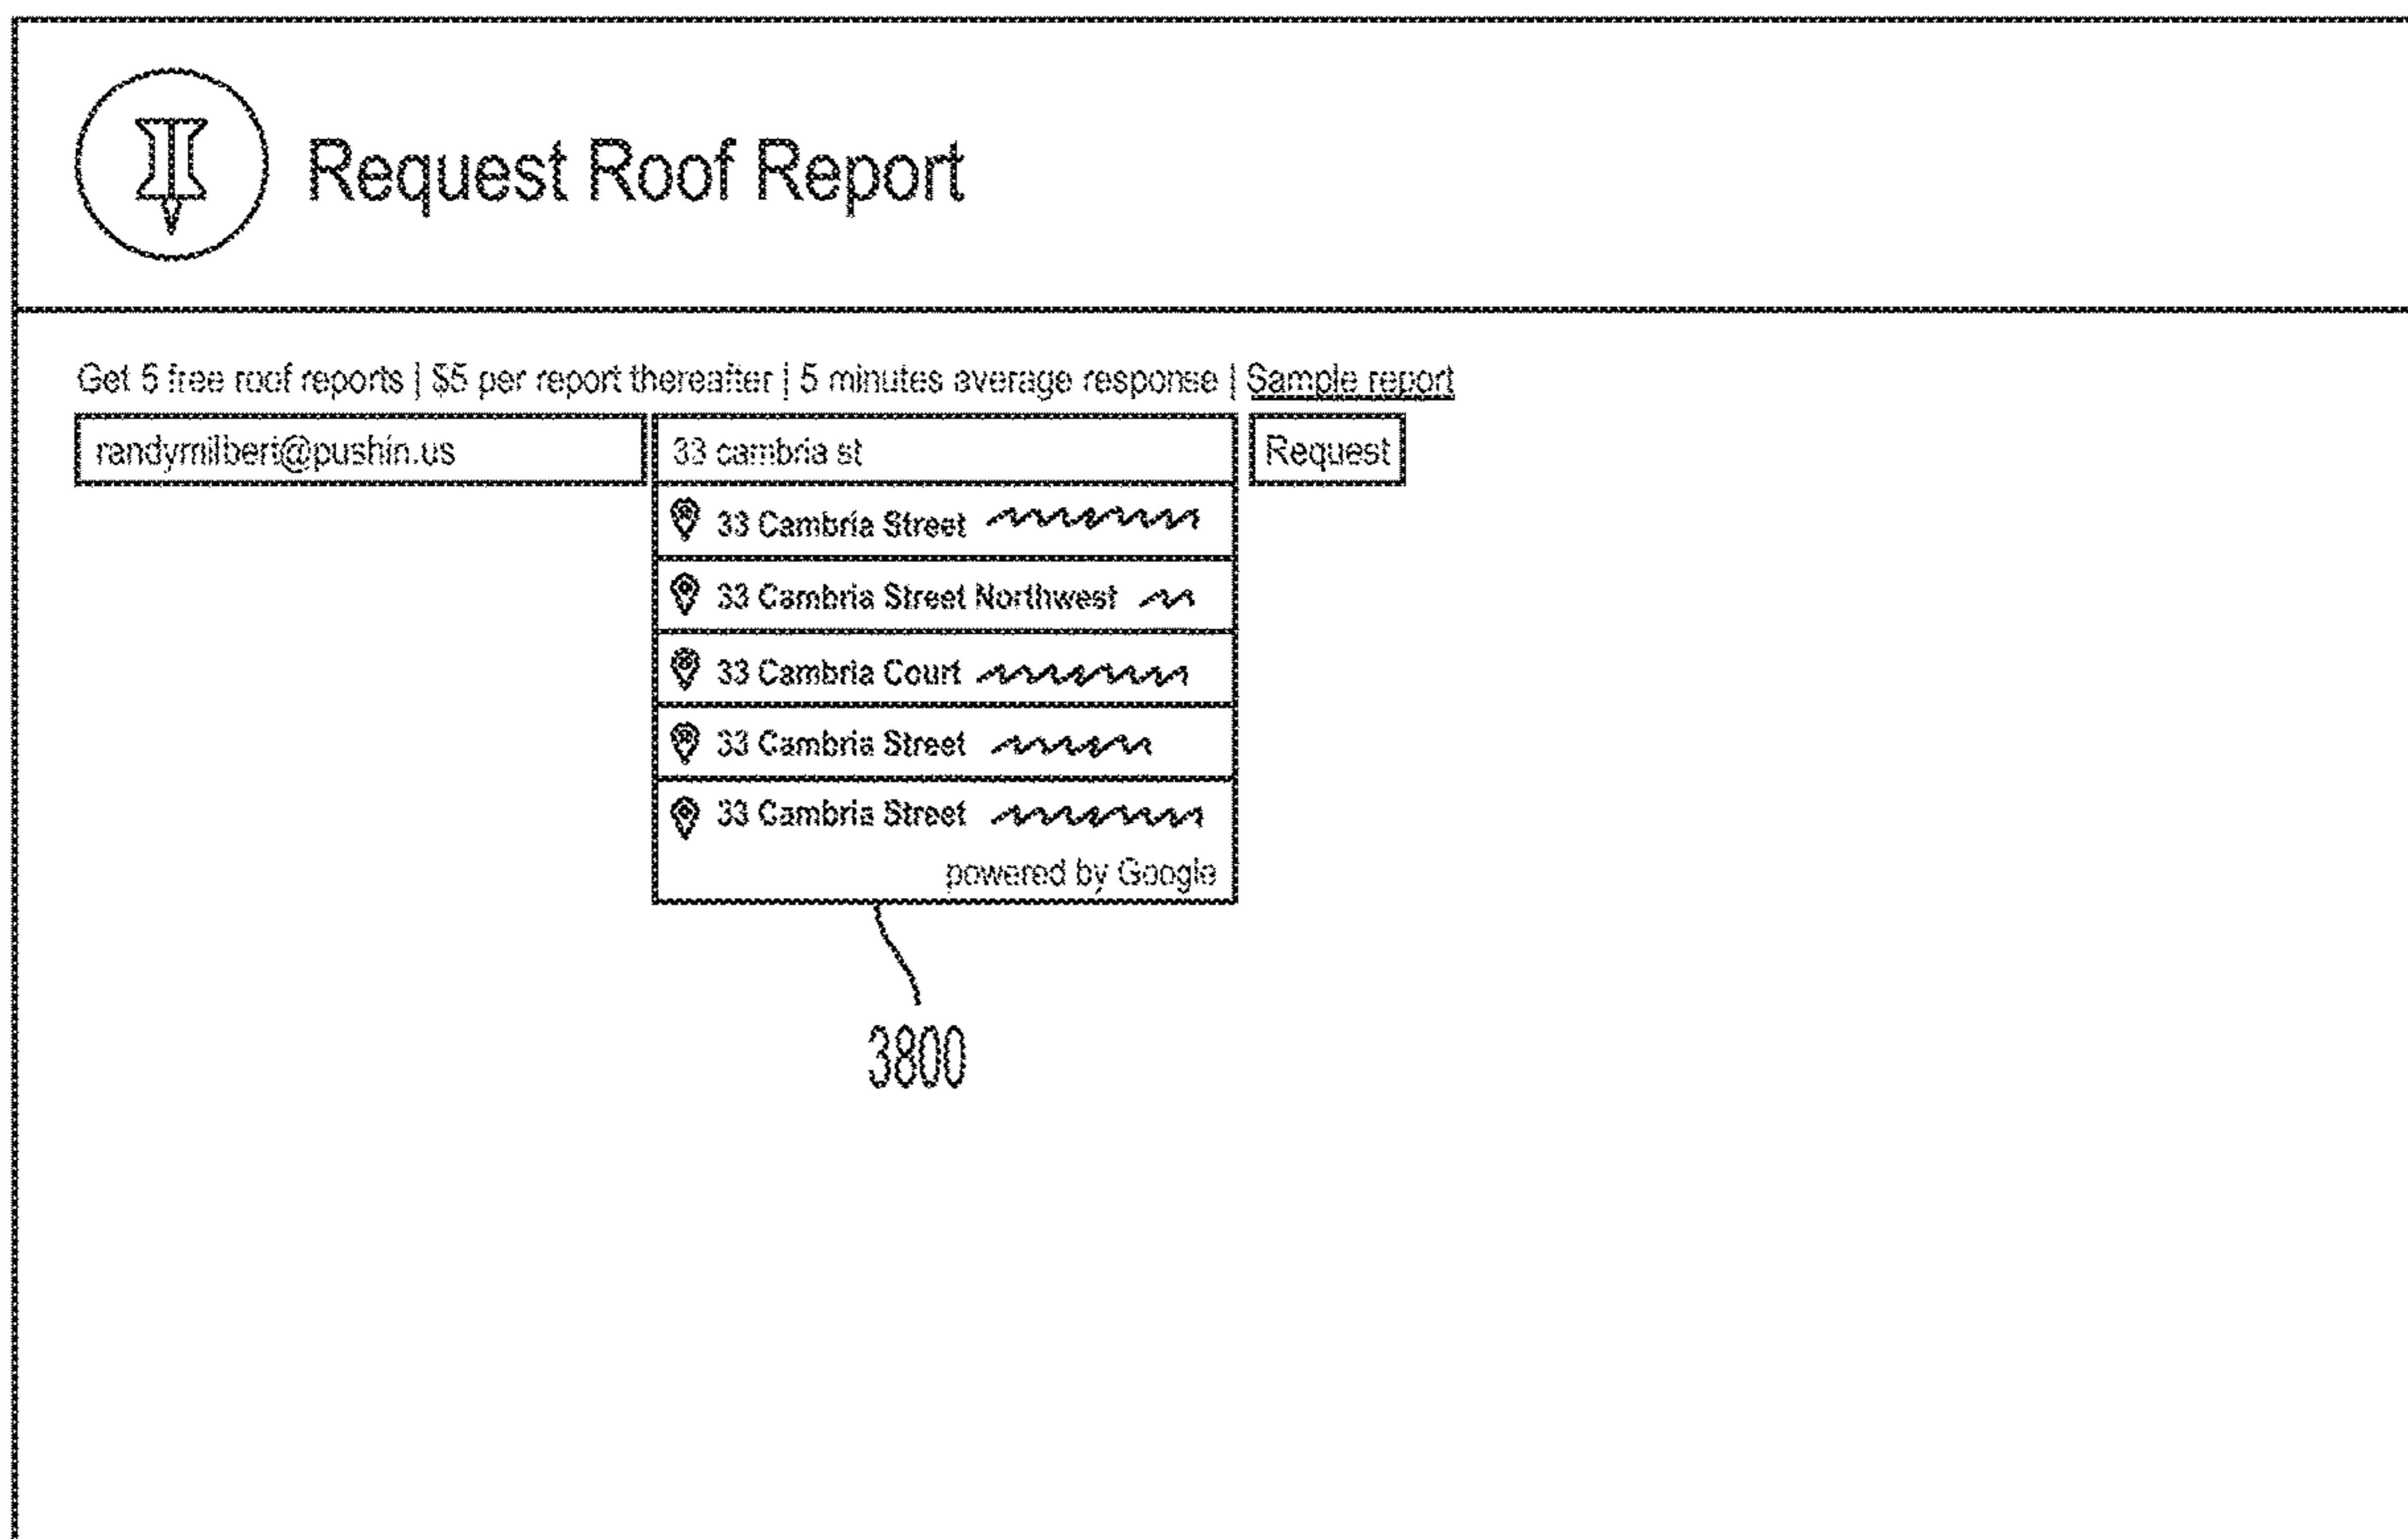 Request Roof Report
Get 5 free roof reports | $5 per report thereafter | 5 minutes average response | Sample report
randymilbert@pushin.us
33 cambria st
Request
33 Cambria Street
33 Cambria Street Northwest
33 Cambria Court
33 Cambria Street
33 Cambria Street
powered by Google
3800